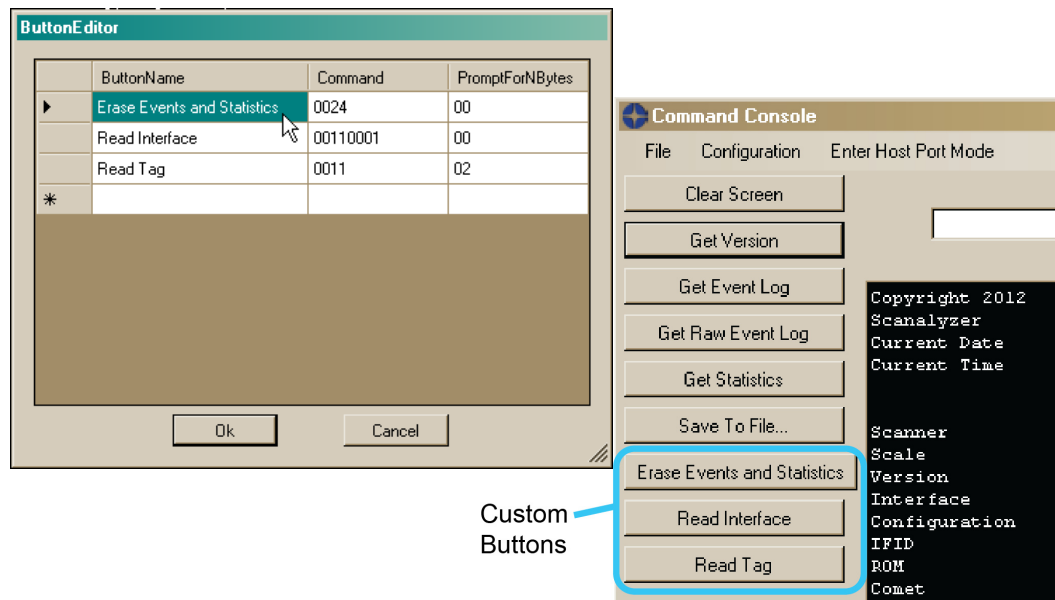 ButtonEditor
ButtonName Command PromptForNBytes
Erase Events and Statistics 0024 00
Read Interface 00110001 00
Read Tag 0011 02
Ok Cancel
Custom
Buttons
Command Console
File Configuration Enter Host Port Mode
Clear Screen
Get Version
Get Event Log
Get Raw Event Log
Get Statistics
Save To File...
Erase Events and Statistics
Read Interface
Read Tag
Copyright 2012
Scanalyzer
Current Date
Current Time
Scanner
Scale
Version
Interface
Configuration
IFID
ROM
Comet